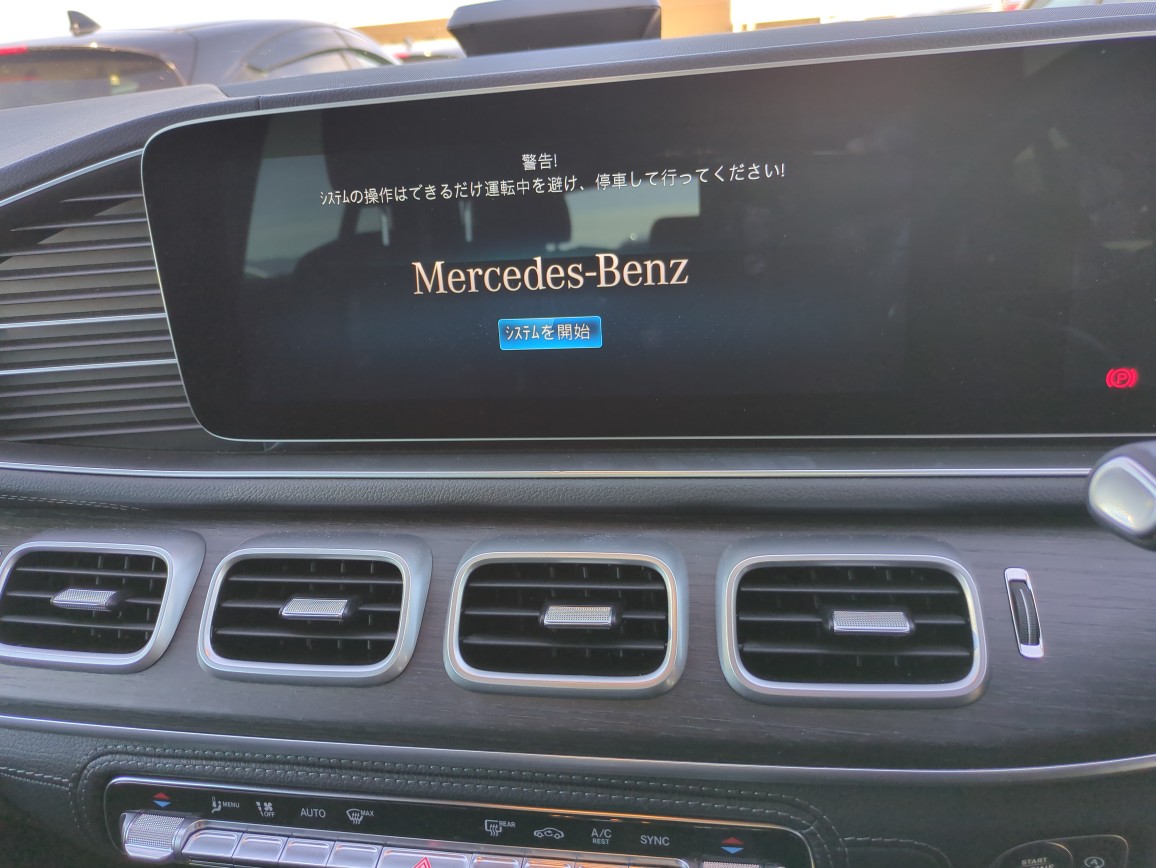 警告!
システムの操作はできるだけ運転中を避け、停車して行ってください!
Mercedes-Benz
システムを開始
P
MENU
OFF
AUTO
MAX
REAR
A/C
REST
SYNC
START